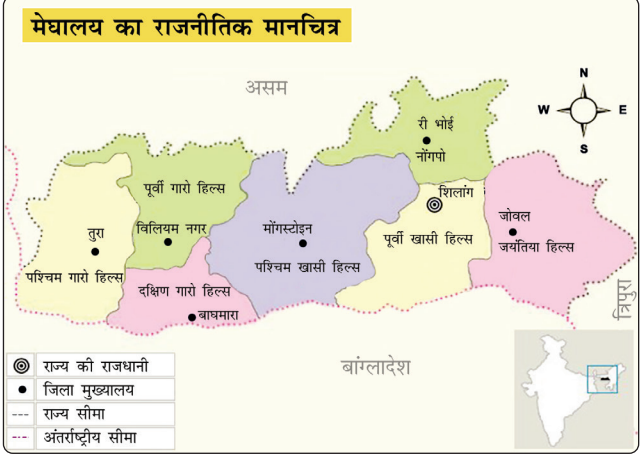 मेघालय का राजनीतिक मानचित्र
असम
N
W E
S
री भोई
नोंगपो
पूर्वी गारो हिल्स
शिलांग
जोवल
तुरा
विलियम नगर
मोंगस्टोइन
पूर्वी खासी हिल्स
जयंतिया हिल्स
पश्चिम गारो हिल्स
पश्चिम खासी हिल्स
दक्षिण गारो हिल्स
बाघमारा
त्रिपुरा
बांग्लादेश
राज्य की राजधानी
जिला मुख्यालय
राज्य सीमा
अंतर्राष्ट्रीय सीमा